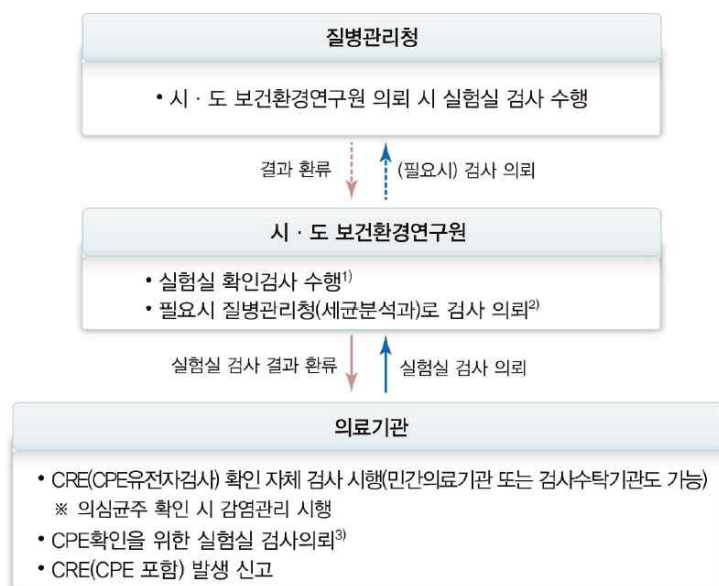 질병관리청
• 시 · 도 보건환경연구원 의뢰 시 실험실 검사 수행
결과 환류
(필요시) 검사 의뢰
시 · 도 보건환경연구원
• 실험실 확인검사 수행1)
• 필요시 질병관리청(세균분석과)로 검사 의뢰2)
실험실 검사 결과 환류
실험실 검사 의뢰
의료기관
• CRE(CPE유전자검사) 확인 자체 검사 시행(민간의료기관 또는 검사수탁기관도 가능)
※ 의심균주 확인 시 감염관리 시행
• CPE확인을 위한 실험실 검사의뢰3)
• CRE(CPE 포함) 발생 신고